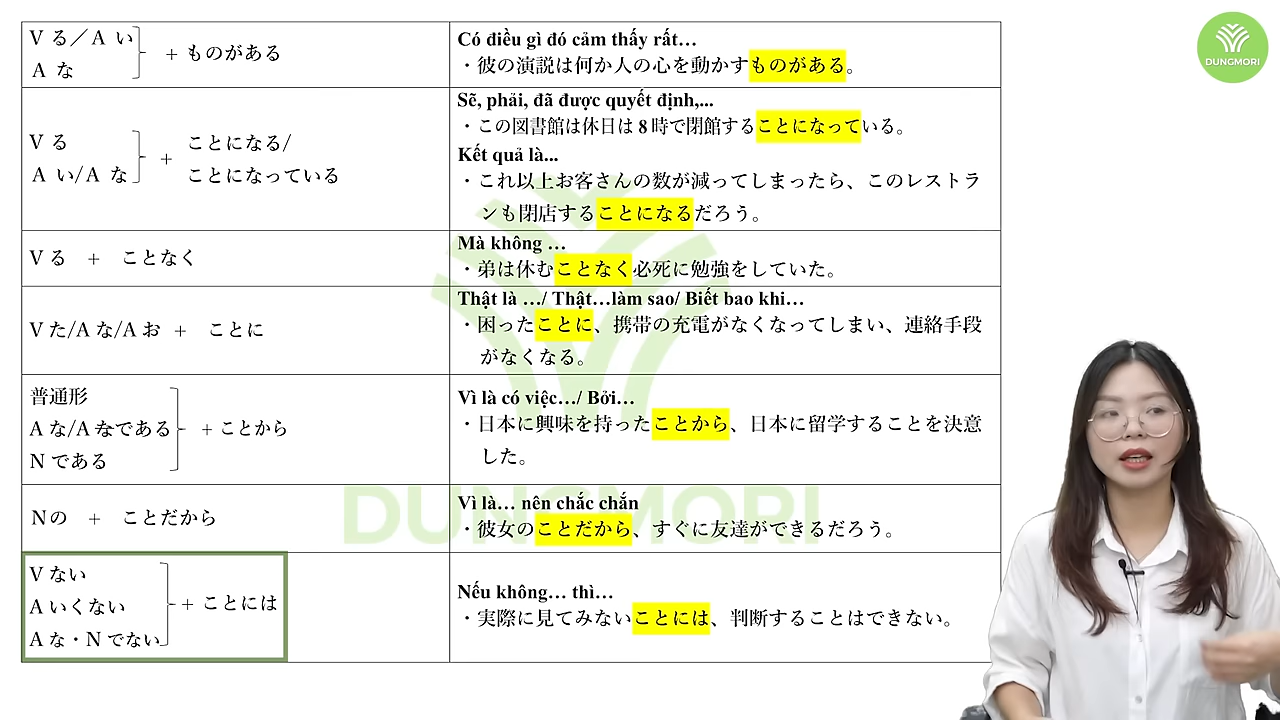 Vる／Aい
Aな
+ ものがある
Có điều gì đó cảm thấy rất…
・彼の演説は何か人の心を動かすものがある。
Vる
Aい/Aな
+ ことになる/
ことになっている
Sẽ, phải, đã được quyết định,...
・この図書館は休日は8時で閉館することになっている。
Kết quả là...
・これ以上お客さんの数が減ってしまったら、このレストラ
ンも閉店することになるだろう。
Vる + ことなく
Mà không …
・弟は休むことなく必死に勉強をしていた。
Vた/Aな/Aお + ことに
Thật là …/ Thật…làm sao/ Biết bao khi…
・困ったことに、携帯の充電がなくなってしまい、連絡手段
がなくなる。
普通形
Aな/Aなである
Nである
+ ことから
Vì là có việc…/ Bởi…
・日本に興味を持ったことから、日本に留学することを決意
した。
Nの + ことだから
Vì là… nên chắc chắn
・彼女のことだから、すぐに友達ができるだろう。
Vない
Aいくない
Aな・Nでない
+ ことには
Nếu không… thì…
・実際に見てみないことには、判断することはできない。
DUNGMORI
DUNGMORI